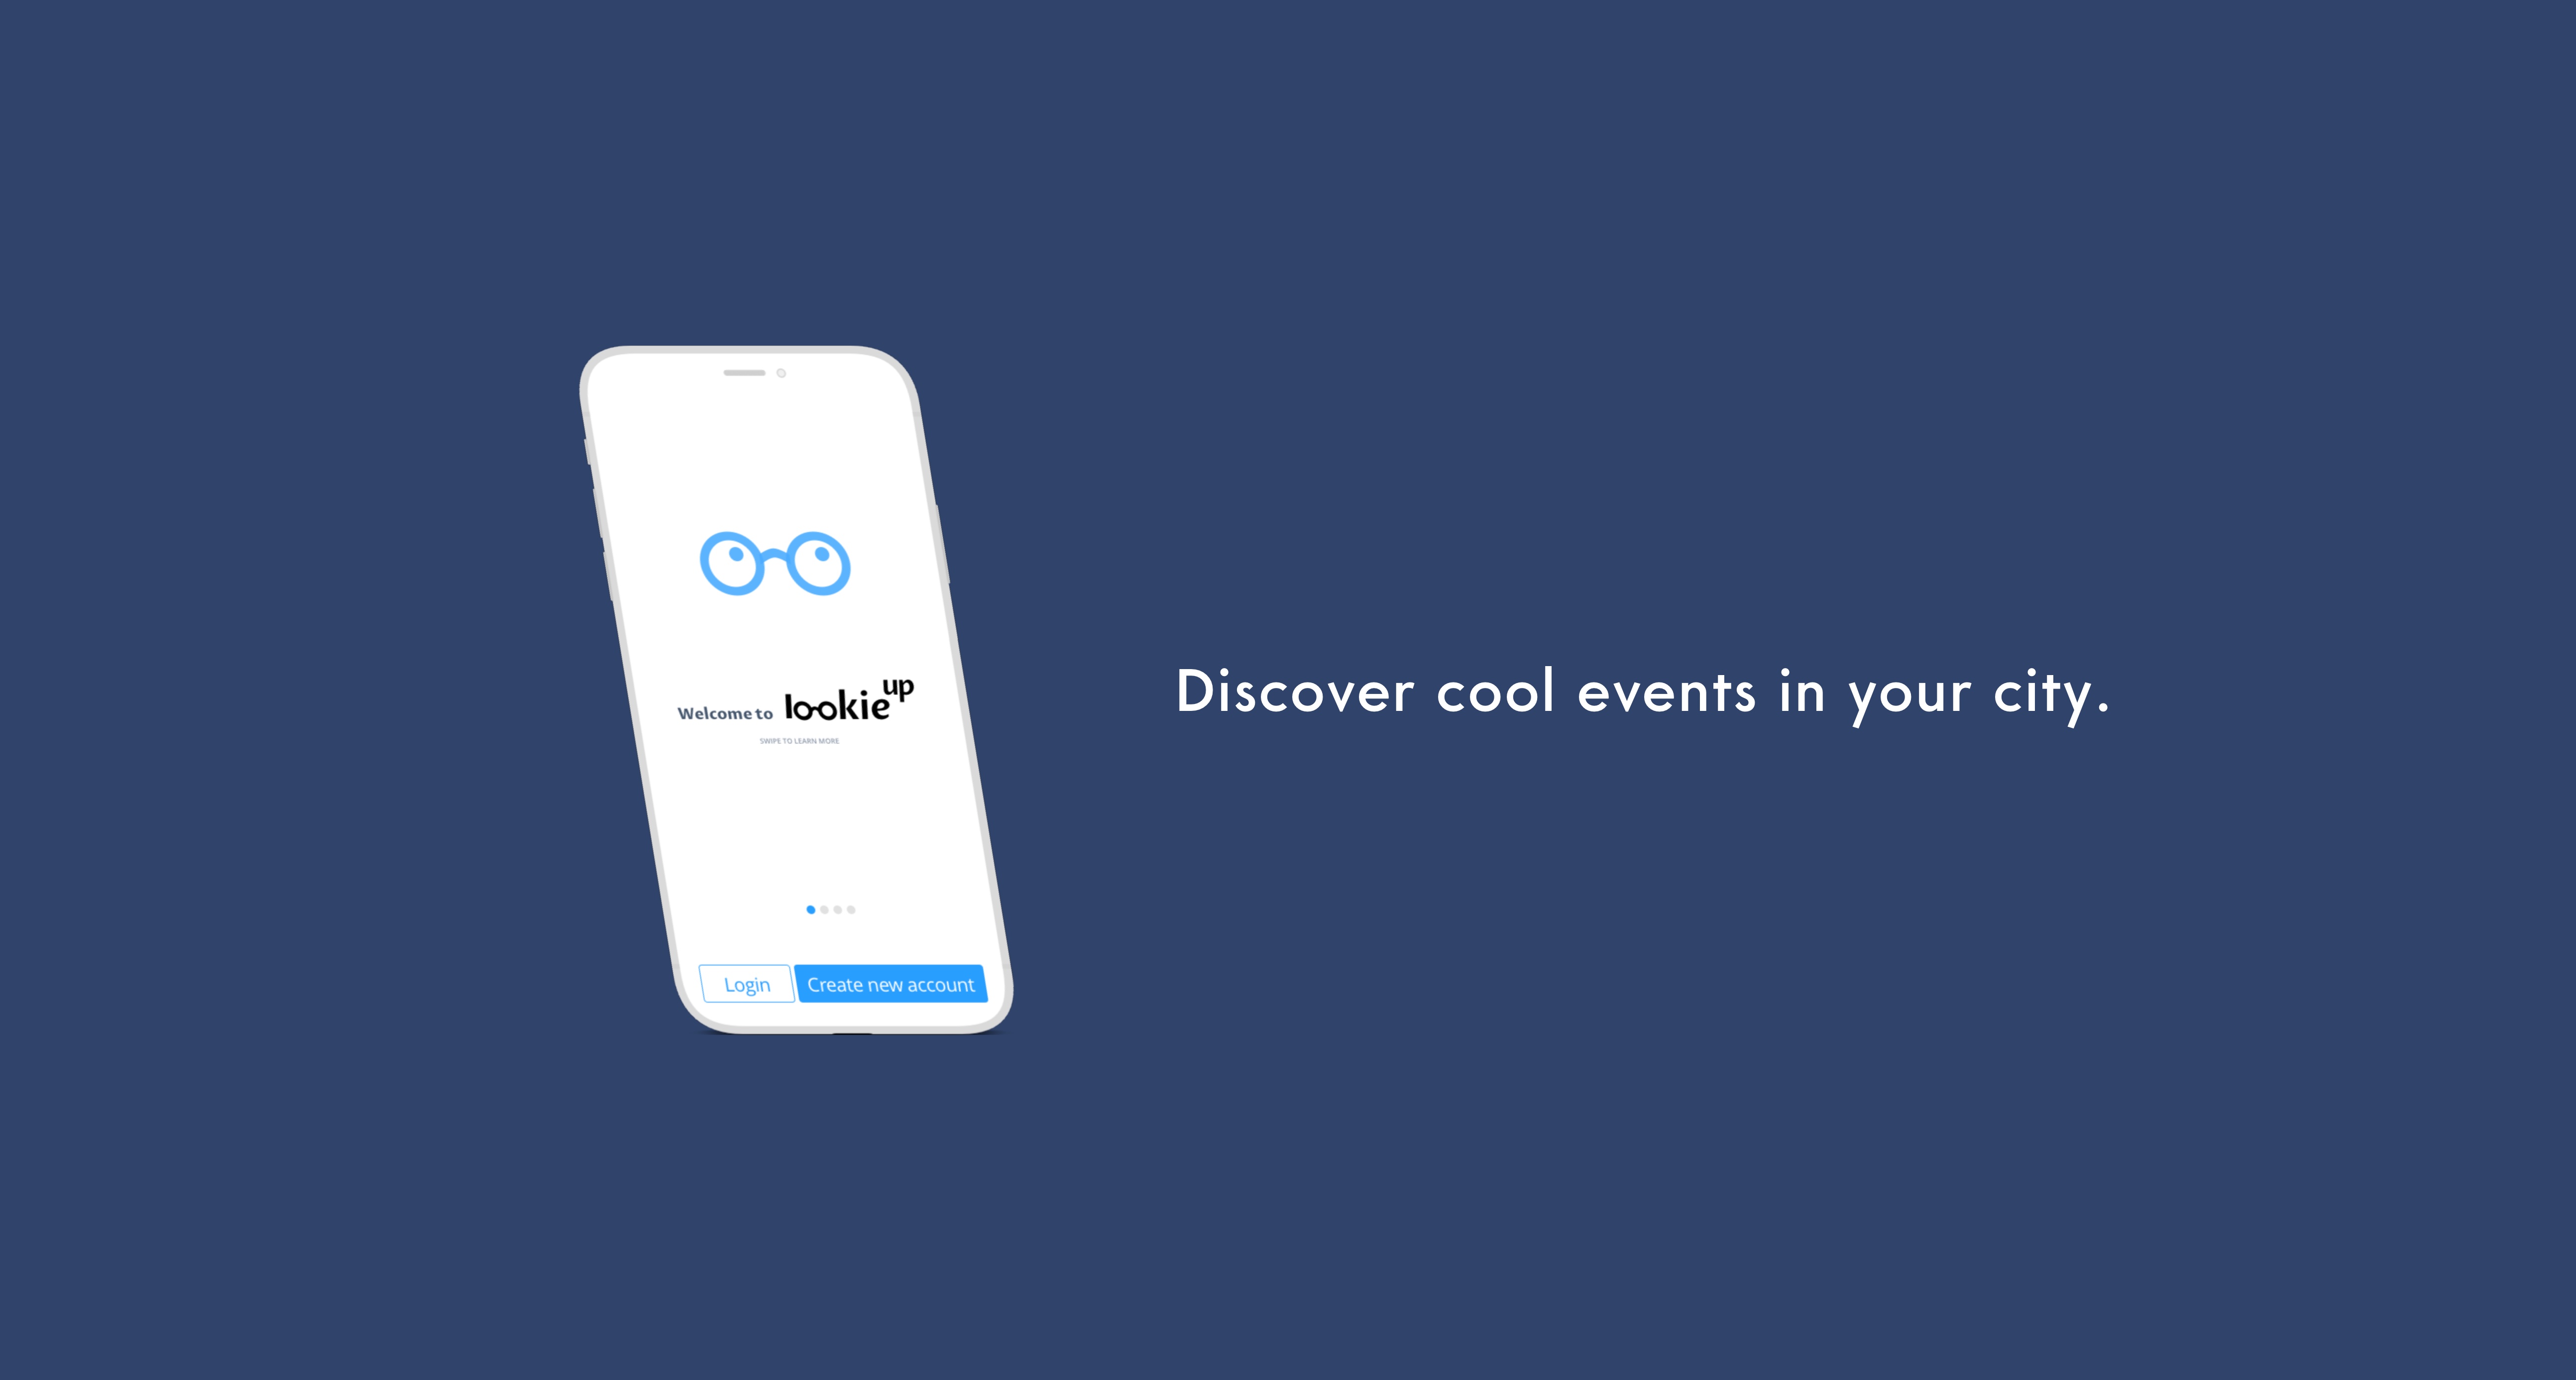 Welcome to lookie up
SWIPE TO LEARN MORE
Login
Create new account
Discover cool events in your city.